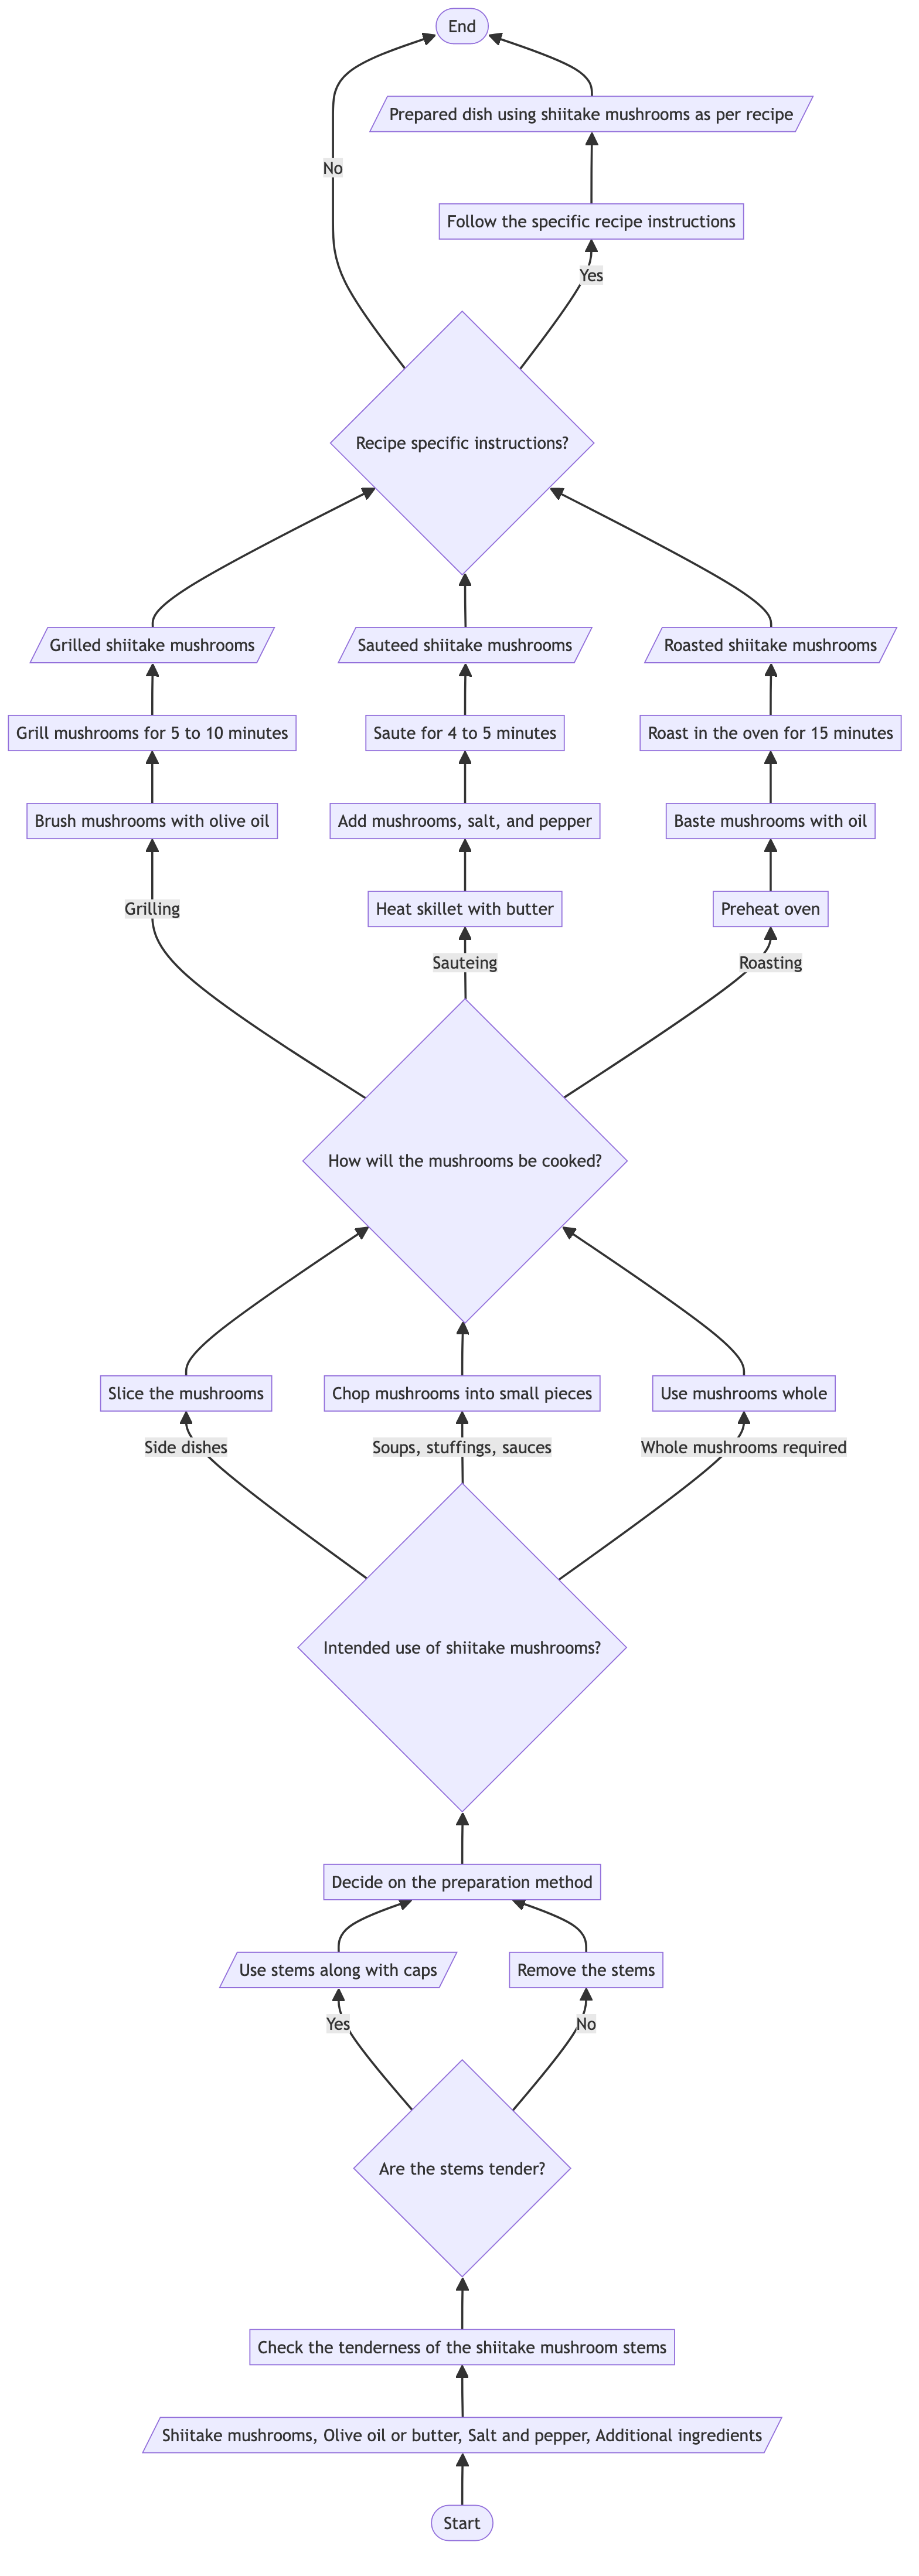 End
Prepared dish using shiitake mushrooms as per recipe
No
Follow the specific recipe instructions
Yes
Recipe specific instructions?
Grilled shiitake mushrooms
Sauteed shiitake mushrooms
Roasted shiitake mushrooms
Grill mushrooms for 5 to 10 minutes
Saute for 4 to 5 minutes
Roast in the oven for 15 minutes
Brush mushrooms with olive oil
Add mushrooms, salt, and pepper
Baste mushrooms with oil
Grilling
Heat skillet with butter
Preheat oven
Sauteing
Roasting
How will the mushrooms be cooked?
Slice the mushrooms
Chop mushrooms into small pieces
Use mushrooms whole
Side dishes
Soups, stuffings, sauces
Whole mushrooms required
Intended use of shiitake mushrooms?
Decide on the preparation method
Use stems along with caps
Remove the stems
Yes
No
Are the stems tender?
Check the tenderness of the shiitake mushroom stems
Shiitake mushrooms, Olive oil or butter, Salt and pepper, Additional ingredients
Start